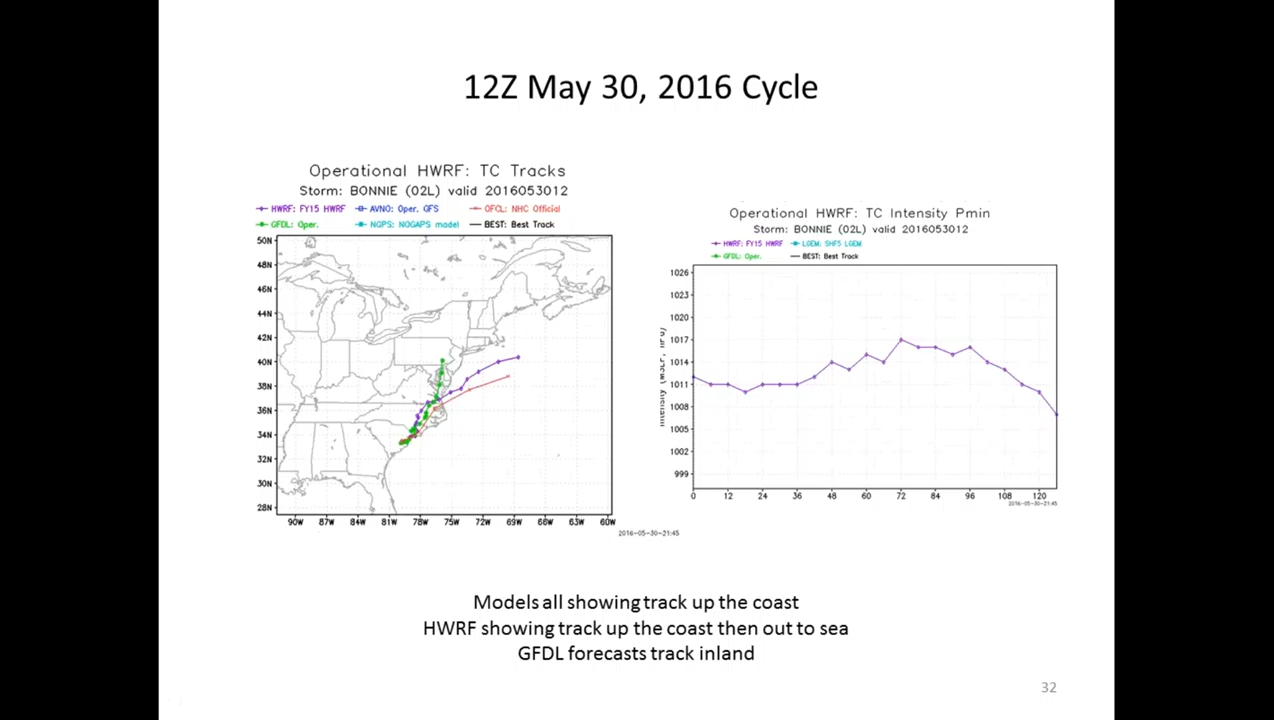 12Z May 30, 2016 Cycle
Operational HWRF: TC Tracks
Storm: BONNIE (02L) valid 2016053012
HWRF: FY15 HWRF AVNO: Oper. GFS OFCL: NHC Official
GFDL: Oper. NGPS: NOGAPS model BEST: Best Track
50N
48N
46N
44N
42N
40N
38N
36N
34N
32N
30N
28N
90W 87W 84W 81W 78W 75W 72W 69W 66W 63W 60W
2016-05-30-21:45
Operational HWRF: TC Intensity Pmin
Storm: BONNIE (02L) valid 2016053012
HWRF: FY15 HWRF LGEM: SHF5 LGEM
GFDL: Oper. BEST: Best Track
Intensity (MSLP, hPa)
1026
1023
1020
1017
1014
1011
1008
1005
1002
999
0 12 24 36 48 60 72 84 96 108 120
2016-05-30-21:45
Models all showing track up the coast
HWRF showing track up the coast then out to sea
GFDL forecasts track inland
32